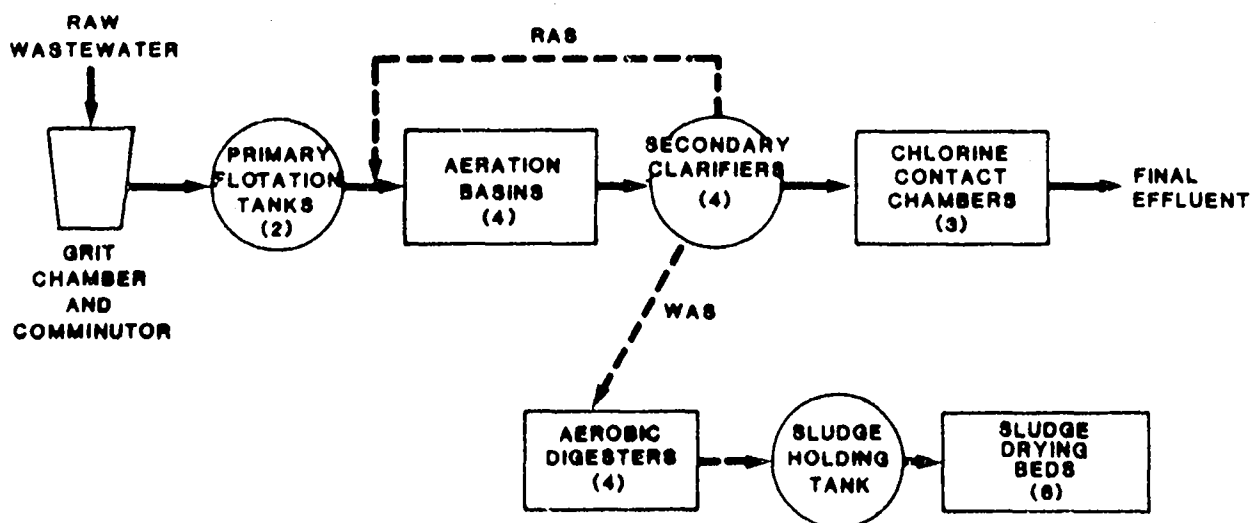 RAW
WASTEWATER
RAS
PRIMARY
FLOTATION
TANKS
(2)
AERATION
BASINS
(4)
SECONDARY
CLARIFIERS
(4)
CHLORINE
CONTACT
CHAMBERS
(3)
FINAL
EFFLUENT
GRIT
CHAMBER
AND
COMMINUTOR
WAS
AEROBIC
DIGESTERS
(4)
SLUDGE
HOLDING
TANK
SLUDGE
DRYING
BEDS
(6)